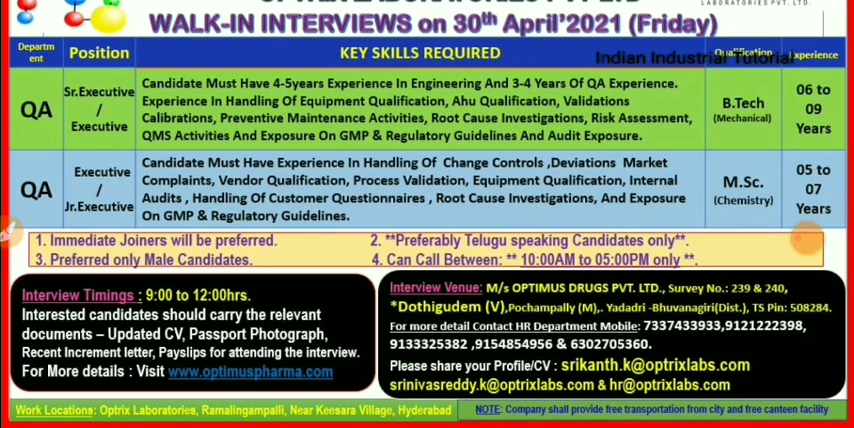 LABORATORIES PVT. LTD.
WALK-IN INTERVIEWS on 30th April'2021 (Friday)
Departm
ent
Position
KEY SKILLS REQUIRED
Indian Industrial Tutorial
Qualification
Experience
QA
Sr.Executive
/
Executive
Candidate Must Have 4-5years Experience In Engineering And 3-4 Years Of QA Experience.
Experience In Handling Of Equipment Qualification, Ahu Qualification, Validations
Calibrations, Preventive Maintenance Activities, Root Cause Investigations, Risk Assessment,
QMS Activities And Exposure On GMP & Regulatory Guidelines And Audit Exposure.
B.Tech
(Mechanical)
06 to
09
Years
QA
Executive
/
Jr.Executive
Candidate Must Have Experience In Handling Of Change Controls ,Deviations Market
Complaints, Vendor Qualification, Process Validation, Equipment Qualification, Internal
Audits , Handling Of Customer Questionnaires , Root Cause Investigations, And Exposure
On GMP & Regulatory Guidelines.
M.Sc.
(Chemistry)
05 to
07
Years
1. Immediate Joiners will be preferred.
2. **Preferably Telugu speaking Candidates only**.
3. Preferred only Male Candidates.
4. Can Call Between: ** 10:00AM to 05:00PM only **.
Interview Timings : 9:00 to 12:00hrs.
Interested candidates should carry the relevant
documents – Updated CV, Passport Photograph,
Recent Increment letter, Payslips for attending the interview.
For More details : Visit www.optimuspharma.com
Interview Venue: M/s OPTIMUS DRUGS PVT. LTD., Survey No.: 239 & 240,
*Dothigudem (V),Pochampally (M),. Yadadri -Bhuvanagiri(Dist.), TS Pin: 508284.
For more detail Contact HR Department Mobile: 7337433933,9121222398,
9133325382 ,9154854956 & 6302705360.
Please share your Profile/CV : srikanth.k@optrixlabs.com
srinivasreddy.k@optrixlabs.com & hr@optrixlabs.com
Work Locations: Optrix Laboratories, Ramalingampalli, Near Keesara Village, Hyderabad
NOTE: Company shall provide free transportation from city and free canteen facility